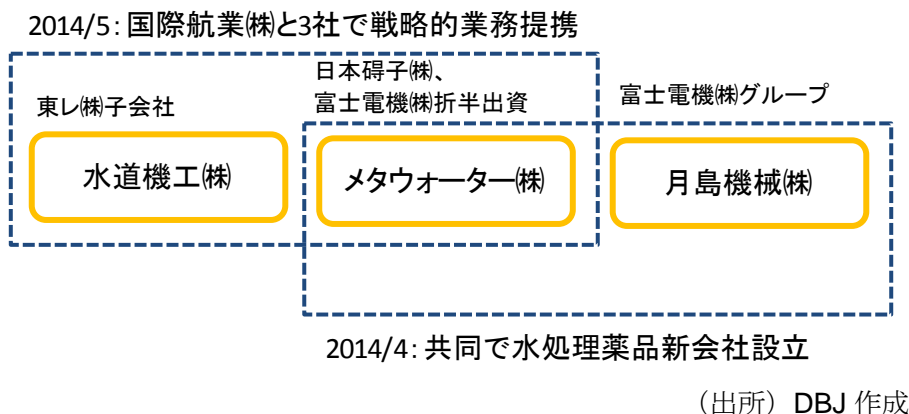 2014/5：国際航業㈱と3社で戦略的業務提携
東レ㈱子会社
日本碍子㈱、
富士電機㈱折半出資
富士電機㈱グループ
水道機工㈱
メタウォーター㈱
月島機械㈱
2014/4：共同で水処理薬品新会社設立
（出所）DBJ 作成